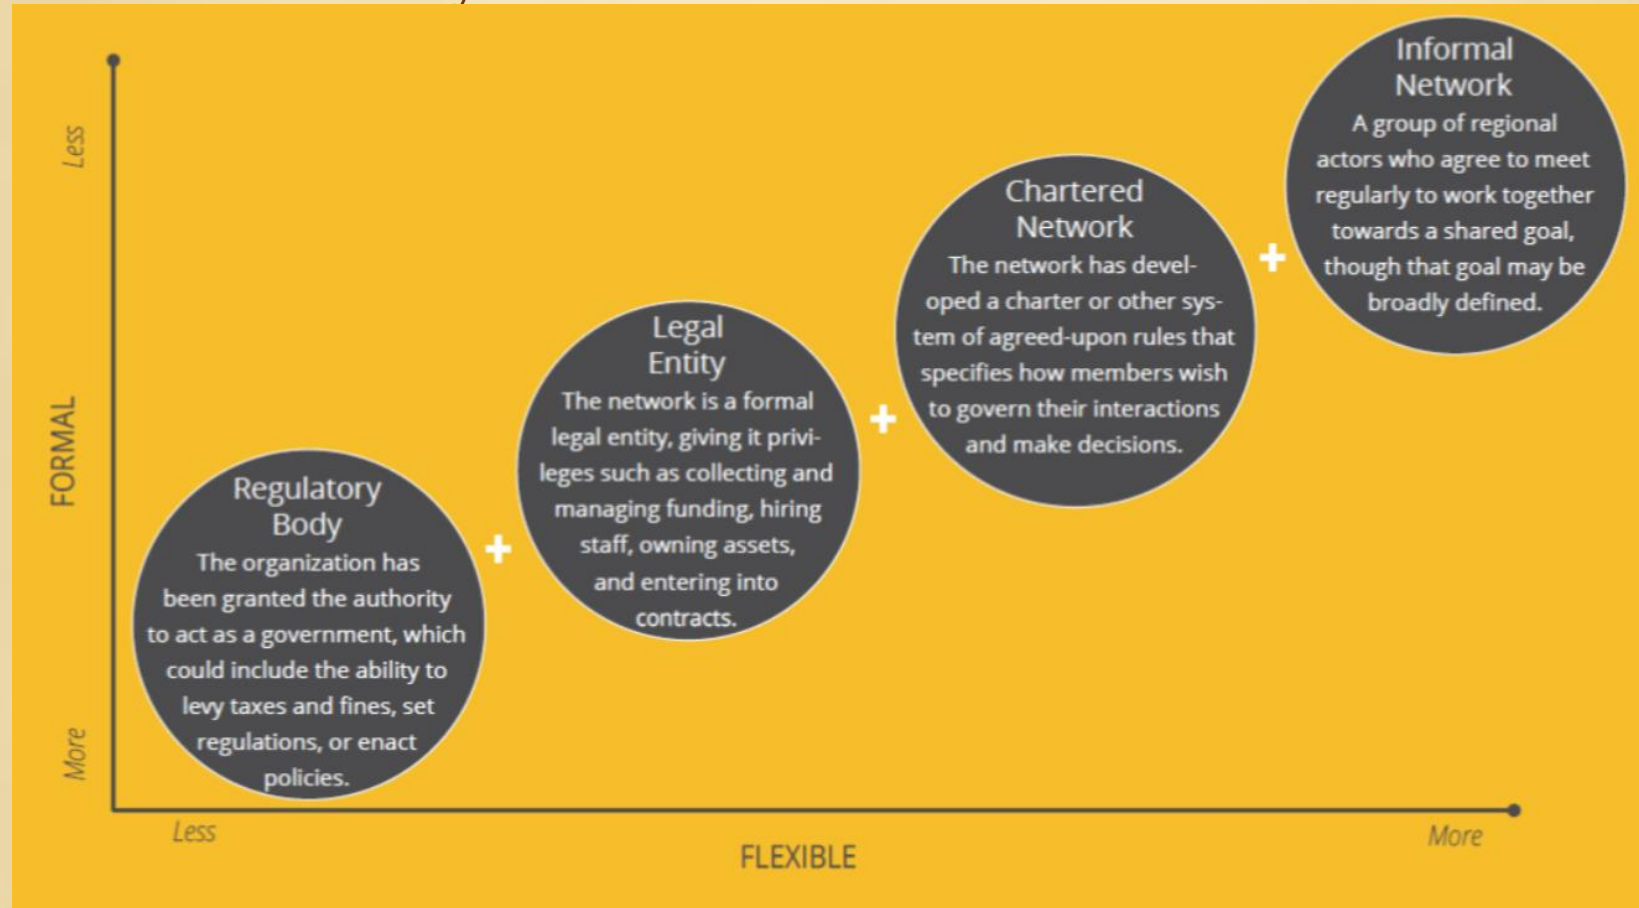 Informal
Network
A group of regional
actors who agree to meet
regularly to work together
towards a shared goal,
though that goal may be
broadly defined.
Chartered
Network
The network has devel-
oped a charter or other sys-
tem of agreed-upon rules that
specifies how members wish
to govern their interactions
and make decisions.
Legal
Entity
The network is a formal
legal entity, giving it privi-
leges such as collecting and
managing funding, hiring
staff, owning assets,
and entering into
contracts.
Regulatory
Body
The organization has
been granted the authority
to act as a government, which
could include the ability to
levy taxes and fines, set
regulations, or enact
policies.
+
+
+
Less
FORMAL
More
Less
FLEXIBLE
More